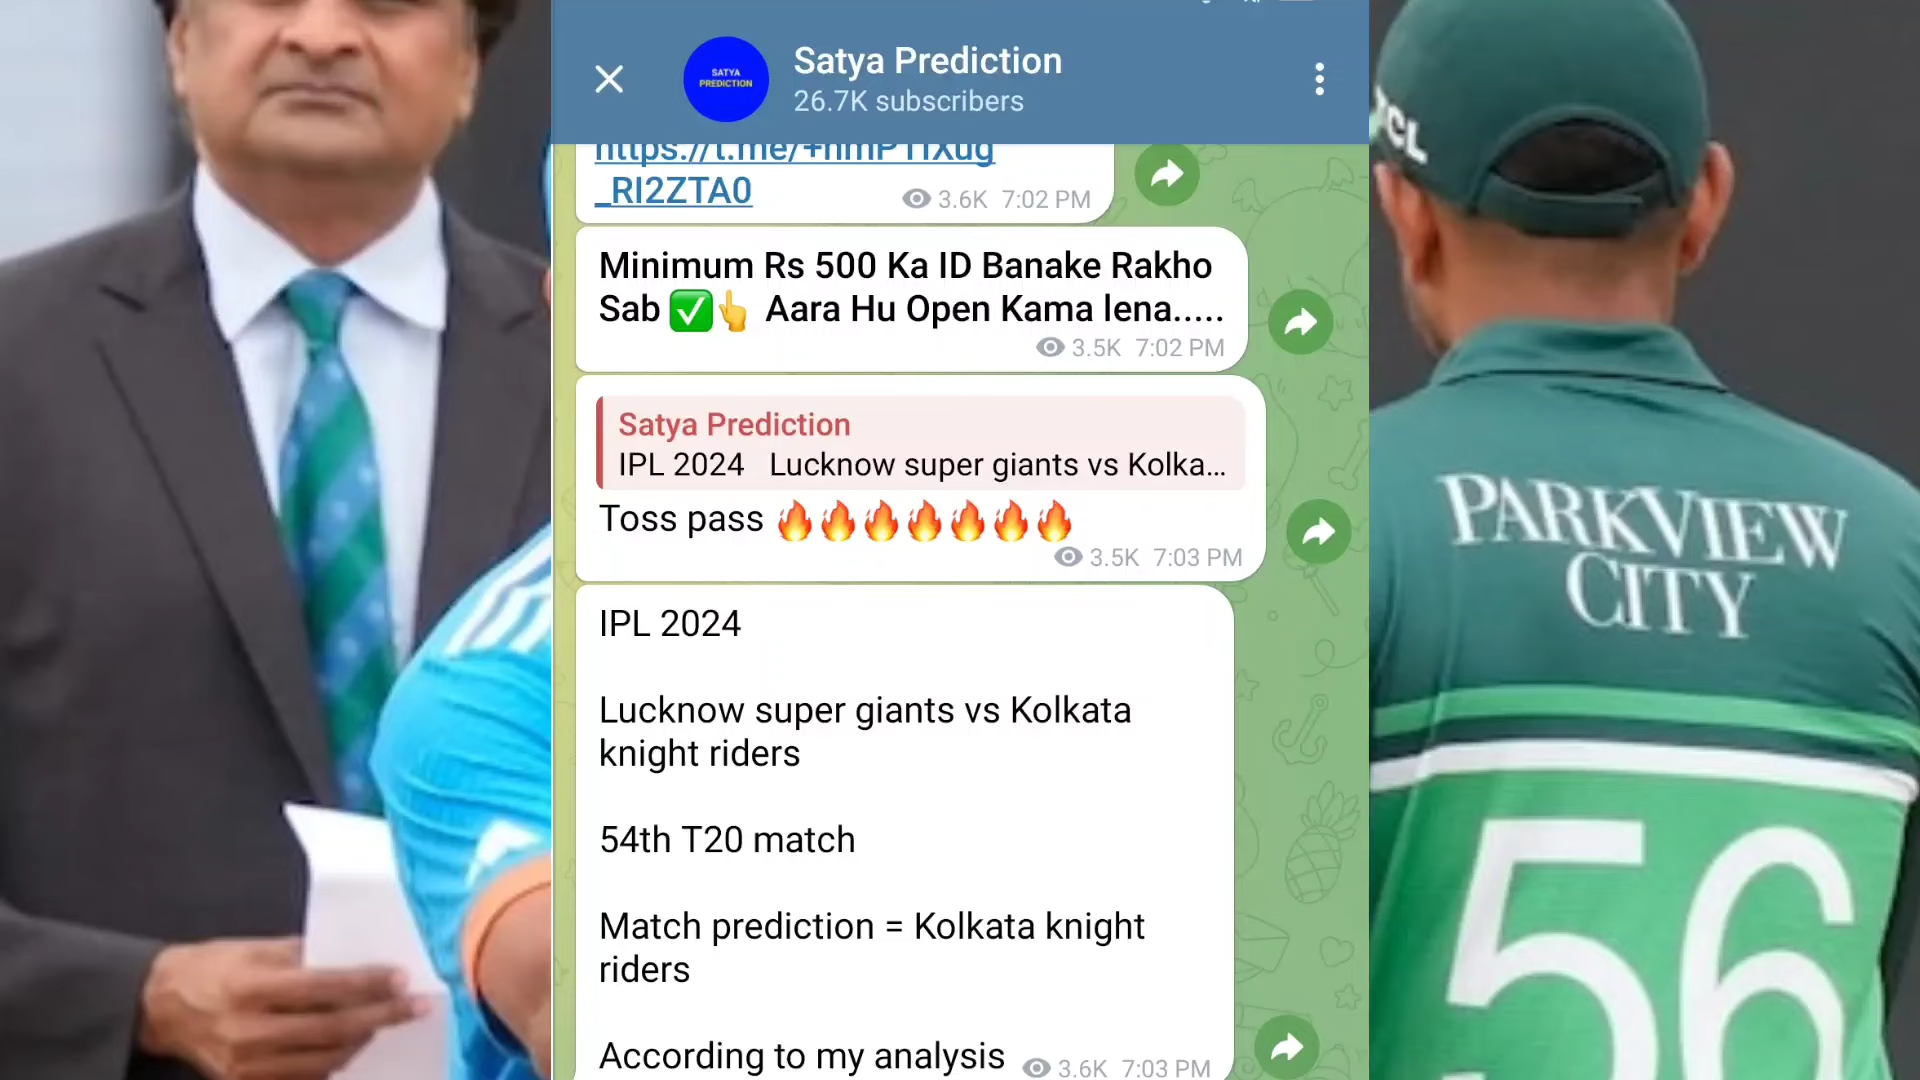 Satya Prediction
26.7K subscribers
SATYA
PREDICTION
_RI2ZTA0
3.6K 7:02 PM
Minimum Rs 500 Ka ID Banake Rakho
Sab ✅👆 Aara Hu Open Kama lena.....
3.5K 7:02 PM
Satya Prediction
IPL 2024 Lucknow super giants vs Kolka...
Toss pass 🔥🔥🔥🔥🔥🔥🔥
3.5K 7:03 PM
IPL 2024
Lucknow super giants vs Kolkata
knight riders
54th T20 match
Match prediction = Kolkata knight
riders
According to my analysis
3.6K 7:03 PM
PARKVIEW
CITY
56